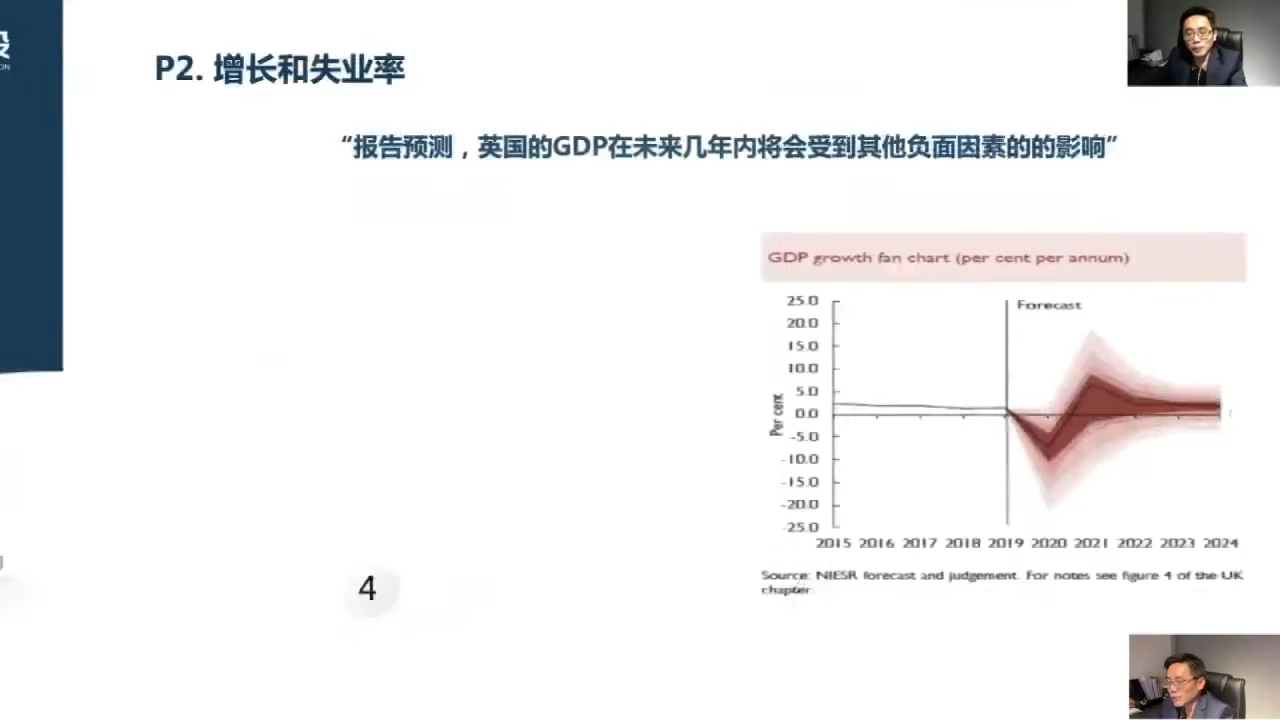 设
ON
P2. 增长和失业率
“报告预测，英国的GDP在未来几年内将会受到其他负面因素的的影响”
GDP growth fan chart (per cent per annum)
Forecast
25.0
20.0
15.0
10.0
5.0
0.0
-5.0
-10.0
-15.0
-20.0
-25.0
Per cent
2015 2016 2017 2018 2019 2020 2021 2022 2023 2024
Source: NIESR forecast and judgement. For notes see figure 4 of the UK
chapter
4